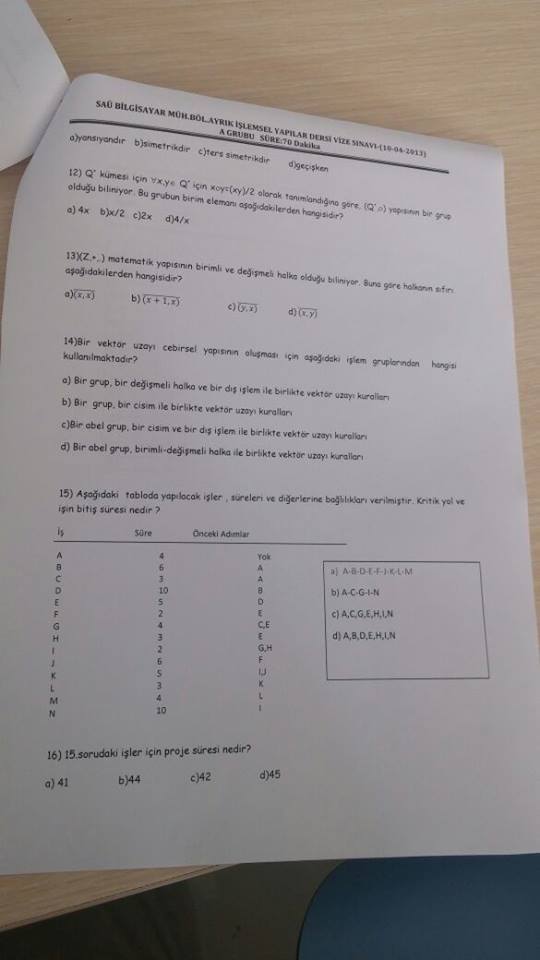 SAÜ BİLGİSAYAR MÜH.BÖL.AYRIK İŞLEMSEL YAPILAR DERSİ VİZE SINAVI-(10-04-2013)
A GRUBU SÜRE:70 Dakika
a)yansıyandır b)simetrikdir c)ters simetrikdir d)geçişken
12) Q⁺ kümesi için ∀x,y∈ Q⁺ için xoy=(xy)/2 olarak tanımlandığına göre, (Q⁺,o) yapısının bir grup
olduğu biliniyor. Bu grubun birim elemanı aşağıdakilerden hangisidir?
a) 4x b)x/2 c)2x d)4/x
13)(Z,+,.) matematik yapısının birimli ve değişmeli halka olduğu biliniyor. Buna göre halkanın sıfırı
aşağıdakilerden hangisidir?
a)(x, x) b) (x + 1, x) c) (y, x) d) (x, y)
14)Bir vektör uzayı cebirsel yapısının oluşması için aşağıdaki işlem gruplarından hangisi
kullanılmaktadır?
a) Bir grup, bir değişmeli halka ve bir dış işlem ile birlikte vektör uzayı kuralları
b) Bir grup, bir cisim ile birlikte vektör uzayı kuralları
c)Bir abel grup, bir cisim ve bir dış işlem ile birlikte vektör uzayı kuralları
d) Bir abel grup, birimli-değişmeli halka ile birlikte vektör uzayı kuralları
15) Aşağıdaki tabloda yapılacak işler , süreleri ve diğerlerine bağlılıkları verilmiştir. Kritik yol ve
işin bitiş süresi nedir ?
İş Süre Önceki Adımlar
A 4 Yok
B 6 A
C 3 A
D 10 B
E 5 D
F 2 E
G 4 C,E
H 3 E
I 2 G,H
J 6 F
K 5 I,J
L 3 K
M 4 L
N 10 I
a) A-B-D-E-F-J-K-L-M
b) A-C-G-I-N
c) A,C,G,E,H,I,N
d) A,B,D,E,H,I,N
16) 15.sorudaki işler için proje süresi nedir?
a) 41 b)44 c)42 d)45